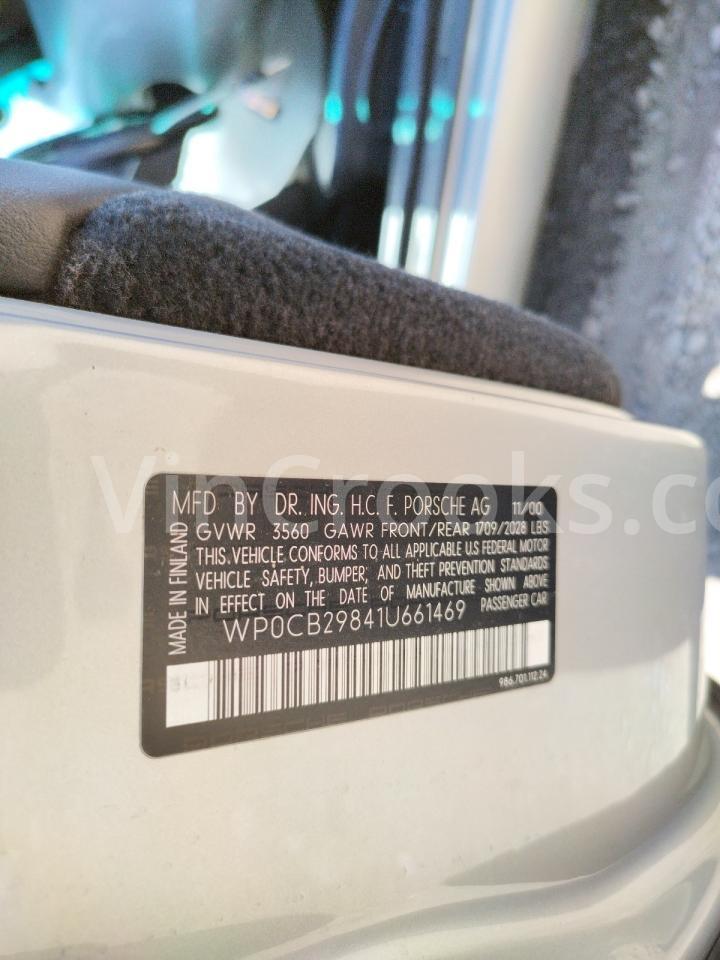 VinCrooks.co
MFD BY DR. ING. H.C. F. PORSCHE AG 11/00
GVWR 3560 GAWR FRONT/REAR 1709/2028 LBS
THIS VEHICLE CONFORMS TO ALL APPLICABLE U.S FEDERAL MOTOR
VEHICLE SAFETY, BUMPER, AND THEFT PREVENTION STANDARDS
IN EFFECT ON THE DATE OF MANUFACTURE SHOWN ABOVE
WP0CB29841U661469 PASSENGER CAR
MADE IN FINLAND
986.701.112.24.
PORSCHE PORSCHE